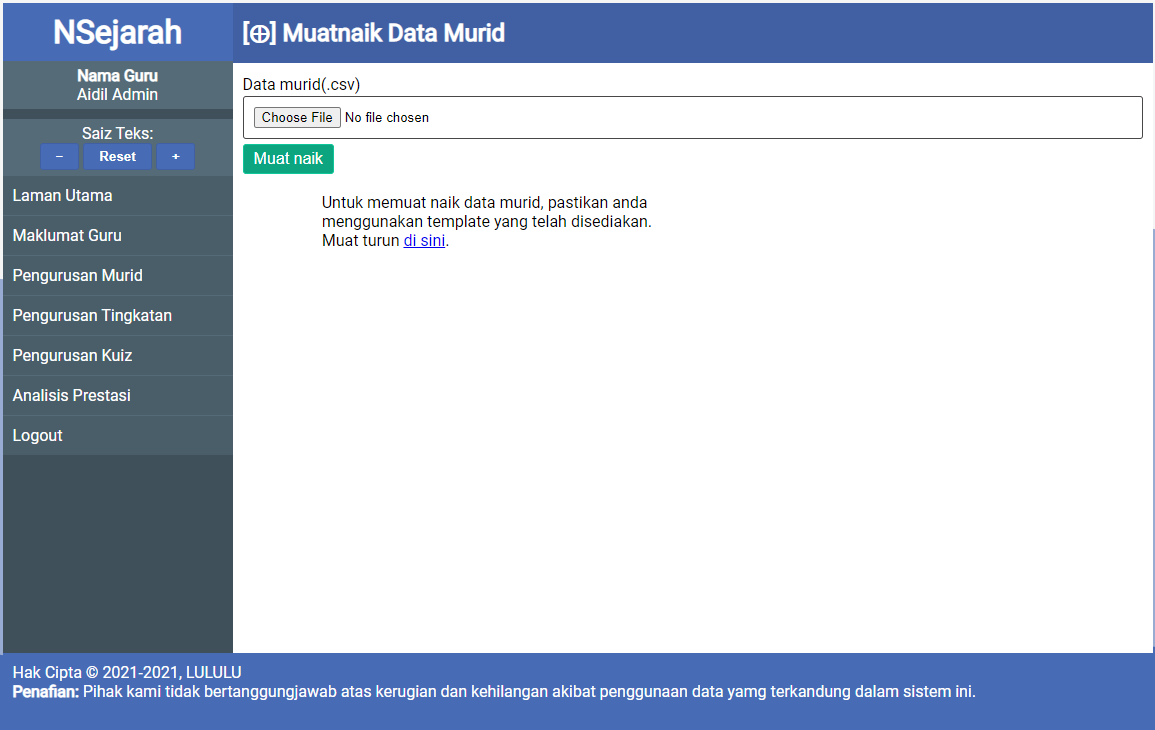 NSejarah
[⊕] Muatnaik Data Murid
Nama Guru
Aidil Admin
Saiz Teks:
− Reset +
Laman Utama
Maklumat Guru
Pengurusan Murid
Pengurusan Tingkatan
Pengurusan Kuiz
Analisis Prestasi
Logout
Data murid(.csv)
Choose File No file chosen
Muat naik
Untuk memuat naik data murid, pastikan anda
menggunakan template yang telah disediakan.
Muat turun di sini.
Hak Cipta © 2021-2021, LULULU
Penafian: Pihak kami tidak bertanggungjawab atas kerugian dan kehilangan akibat penggunaan data yamg terkandung dalam sistem ini.